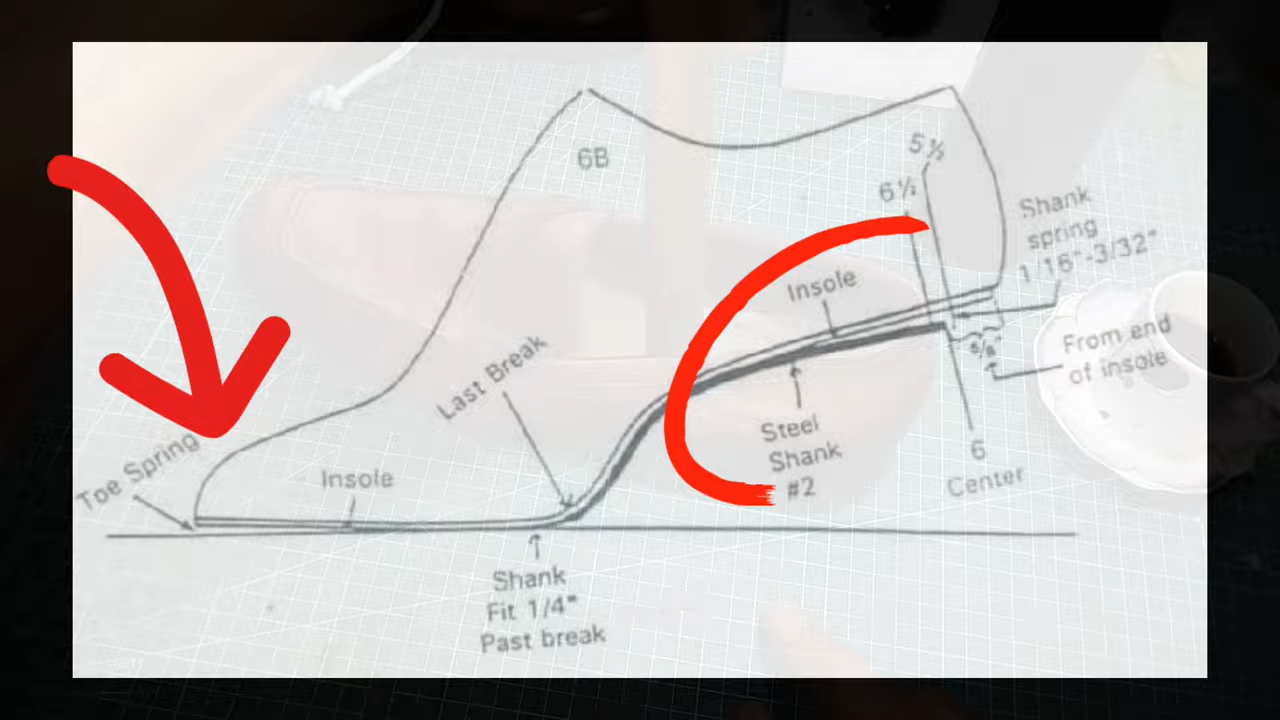 6B
5½
6½
Shank
spring
1/16"-3/32"
Insole
Last Break
From end
of insole
5/8"
Steel
Shank
#2
6
Center
Toe Spring
Insole
Shank
Fit 1/4"
Past break